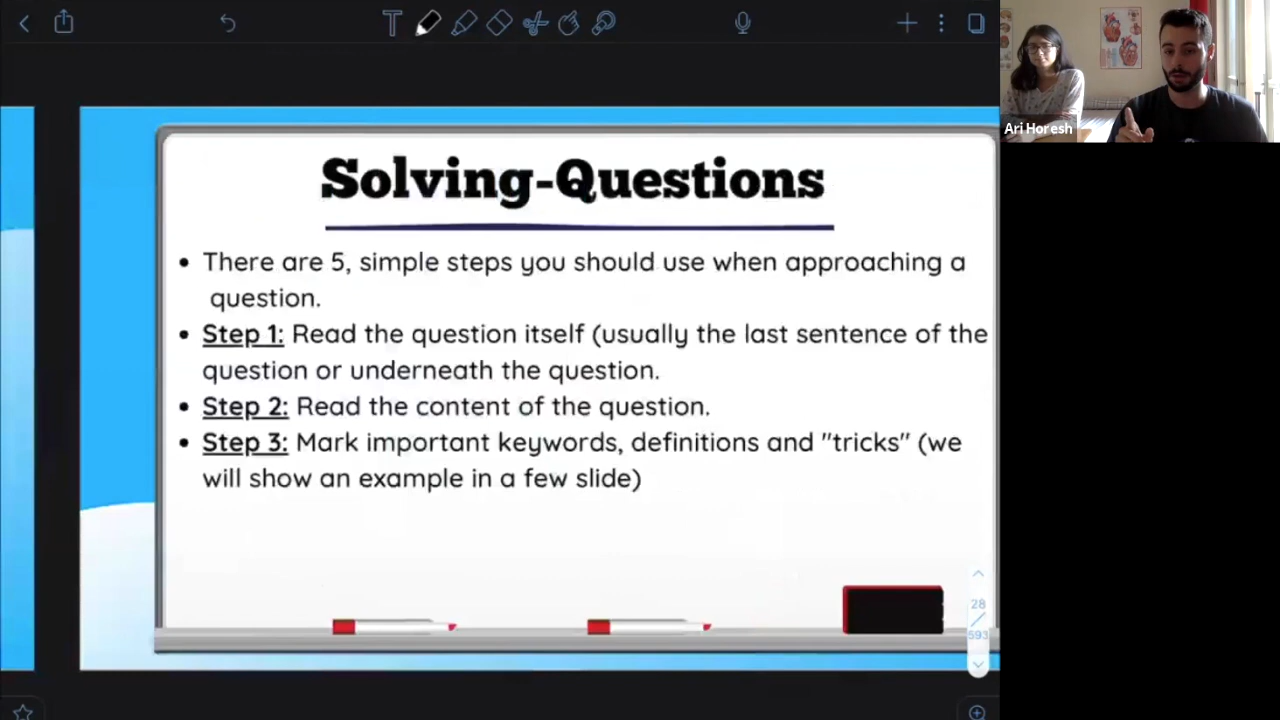 Solving-Questions
There are 5, simple steps you should use when approaching a
question.
Step 1: Read the question itself (usually the last sentence of the
question or underneath the question.
Step 2: Read the content of the question.
Step 3: Mark important keywords, definitions and "tricks" (we
will show an example in a few slide)
28
593
Ari Horesh